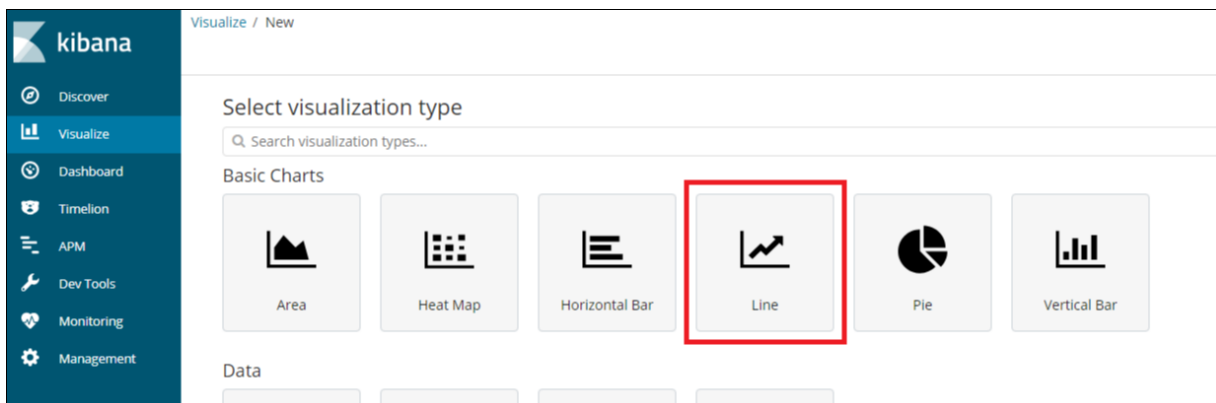 kibana
Discover
Visualize
Dashboard
Timelion
APM
Dev Tools
Monitoring
Management
Visualize / New
Select visualization type
Search visualization types...
Basic Charts
Area
Heat Map
Horizontal Bar
Line
Pie
Vertical Bar
Data